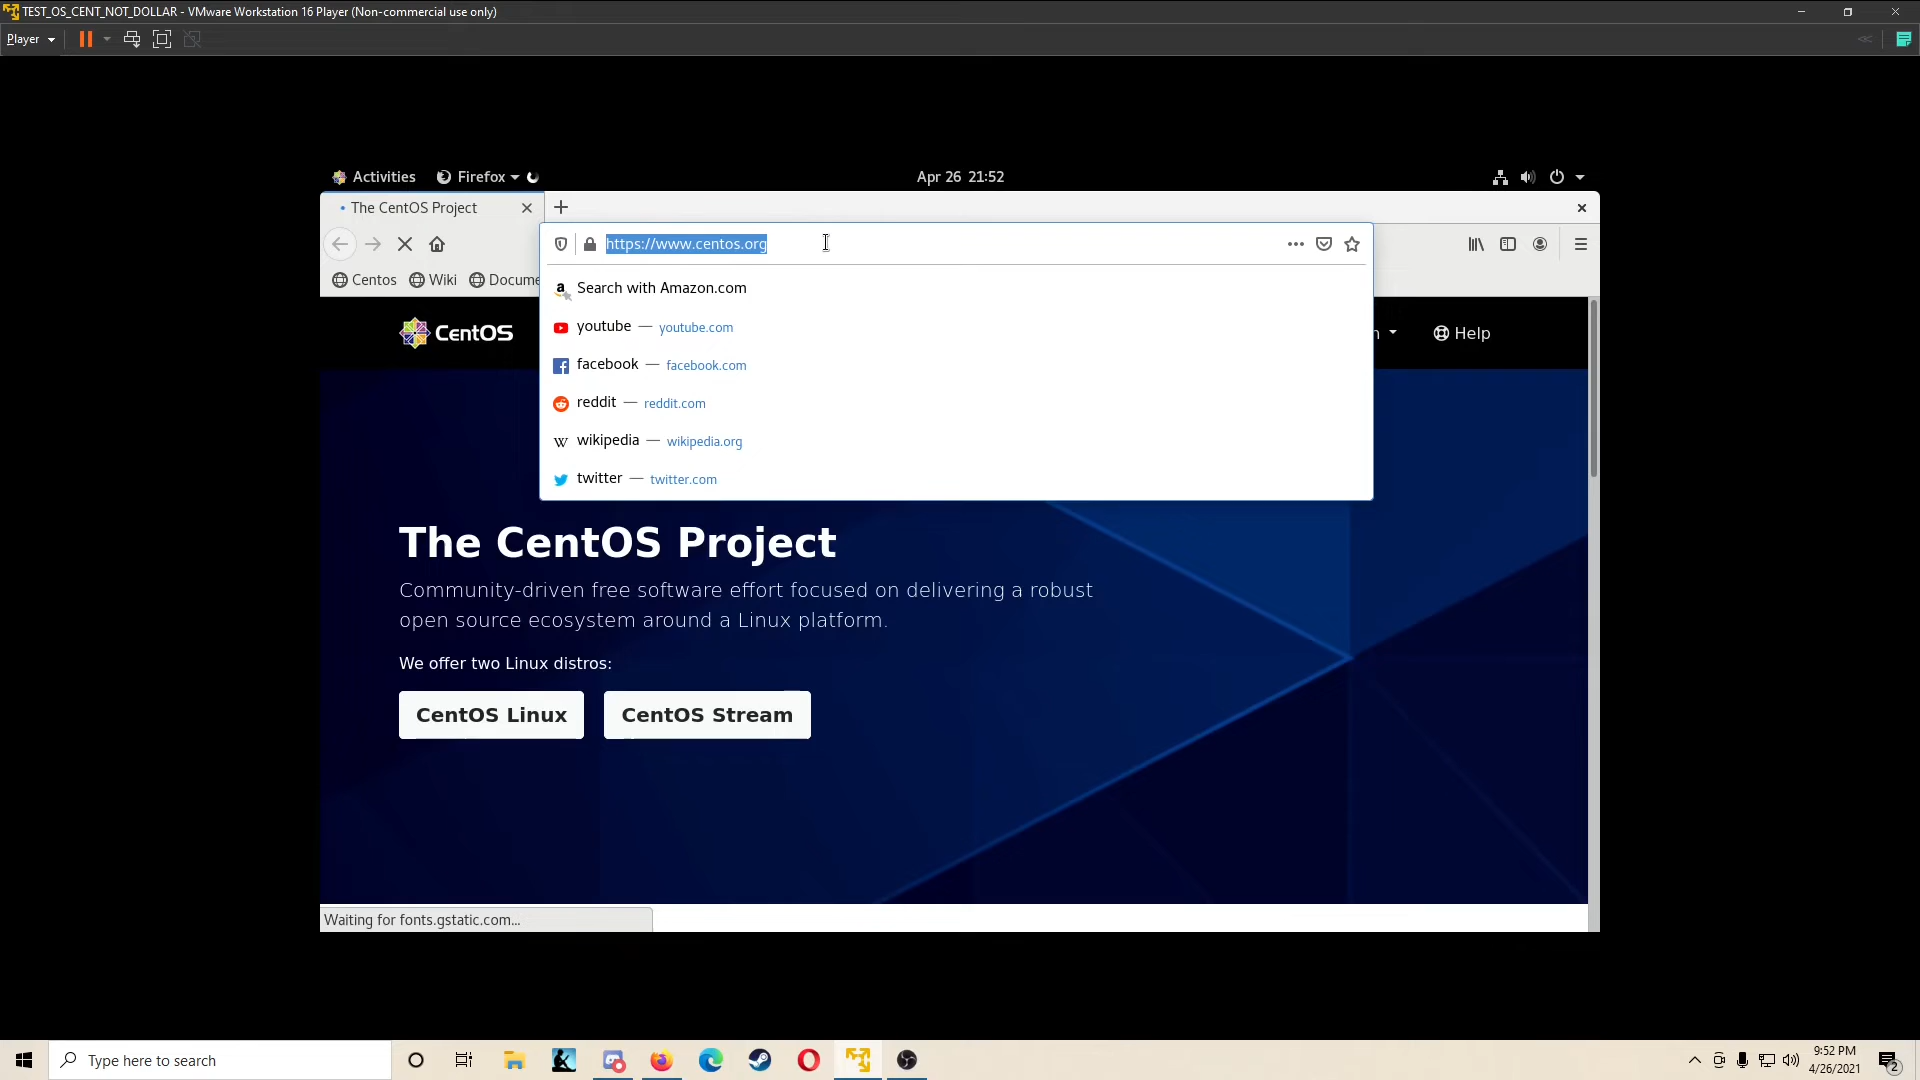 TEST_OS_CENT_NOT_DOLLAR - VMware Workstation 16 Player (Non-commercial use only)
Player
Activities Firefox Apr 26 21:52
The CentOS Project
https://www.centos.org
Centos Wiki Docume
Search with Amazon.com
youtube — youtube.com
facebook — facebook.com
reddit — reddit.com
wikipedia — wikipedia.org
twitter — twitter.com
CentOS
n Help
The CentOS Project
Community-driven free software effort focused on delivering a robust
open source ecosystem around a Linux platform.
We offer two Linux distros:
CentOS Linux CentOS Stream
Waiting for fonts.gstatic.com...
Type here to search
9:52 PM
4/26/2021
2